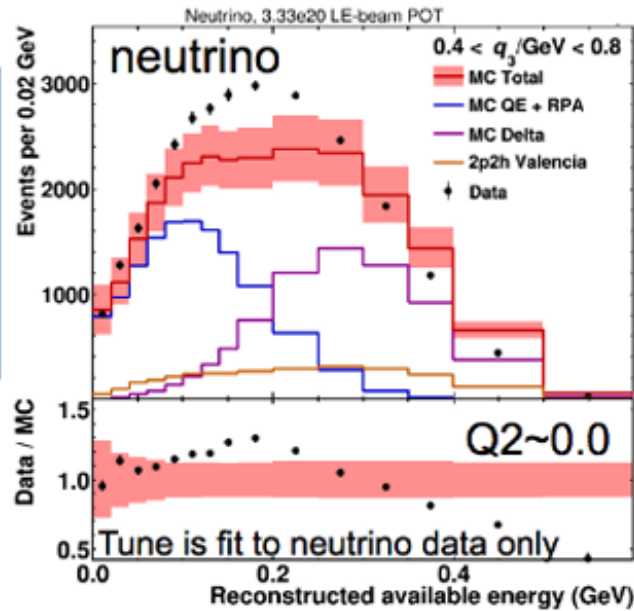 Neutrino, 3.33e20 LE-beam POT
neutrino
0.4 < q3/GeV < 0.8
MC Total
MC QE + RPA
MC Delta
2p2h Valencia
Data
Events per 0.02 GeV
3000
2000
1000
Data / MC
1.5
1.0
0.5
Q2~0.0
Tune is fit to neutrino data only
0.0 0.2 0.4
Reconstructed available energy (GeV)